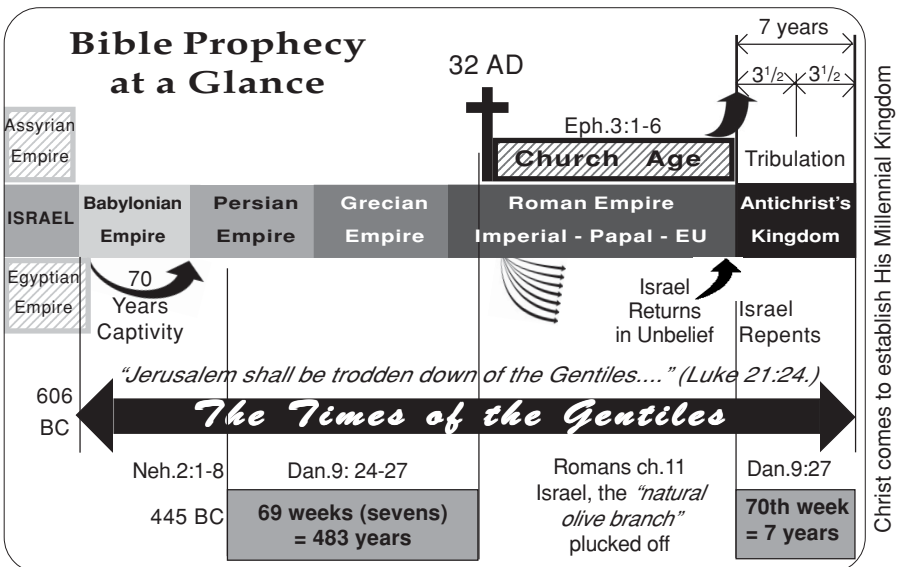 Bible Prophecy
at a Glance
32 AD
7 years
3 1/2
3 1/2
Assyrian
Empire
Eph.3:1-6
Church Age
Tribulation
ISRAEL
Babylonian
Empire
Persian
Empire
Grecian
Empire
Roman Empire
Imperial - Papal - EU
Antichrist's
Kingdom
Egyptian
Empire
70
Years
Captivity
Israel
Returns
in Unbelief
Israel
Repents
"Jerusalem shall be trodden down of the Gentiles...." (Luke 21:24.)
606
BC
The Times of the Gentiles
Neh.2:1-8
445 BC
Dan.9: 24-27
69 weeks (sevens)
= 483 years
Romans ch.11
Israel, the "natural
olive branch"
plucked off
Dan.9:27
70th week
= 7 years
Christ comes to establish His Millennial Kingdom